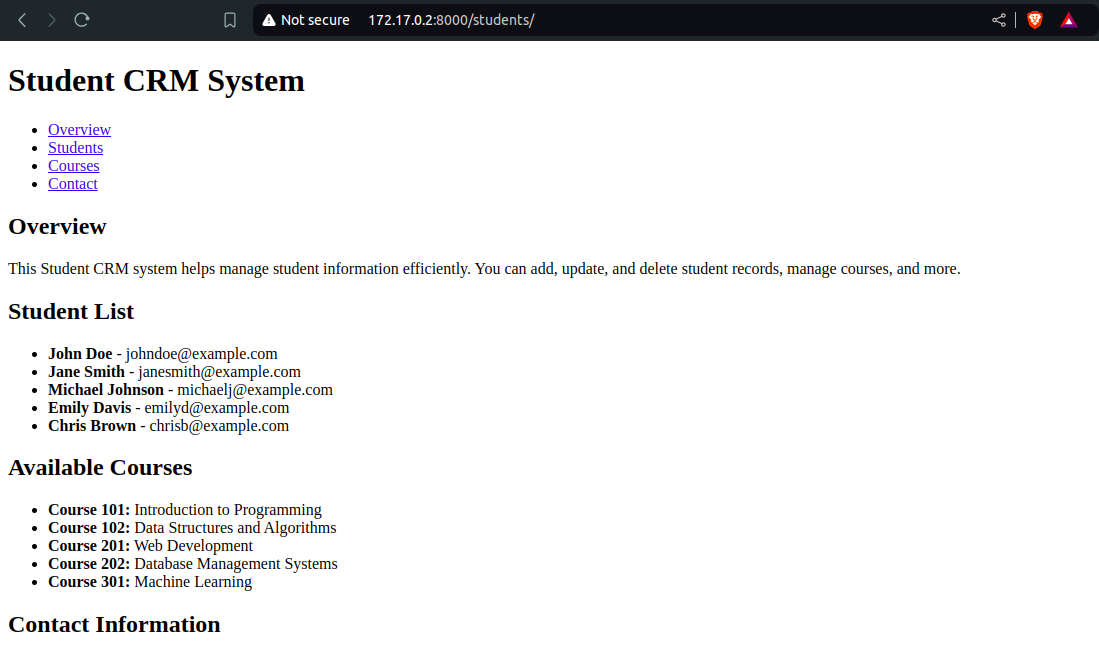 Not secure 172.17.0.2:8000/students/
Student CRM System
Overview
Students
Courses
Contact
Overview
This Student CRM system helps manage student information efficiently. You can add, update, and delete student records, manage courses, and more.
Student List
John Doe - johndoe@example.com
Jane Smith - janesmith@example.com
Michael Johnson - michaelj@example.com
Emily Davis - emilyd@example.com
Chris Brown - chrisb@example.com
Available Courses
Course 101: Introduction to Programming
Course 102: Data Structures and Algorithms
Course 201: Web Development
Course 202: Database Management Systems
Course 301: Machine Learning
Contact Information